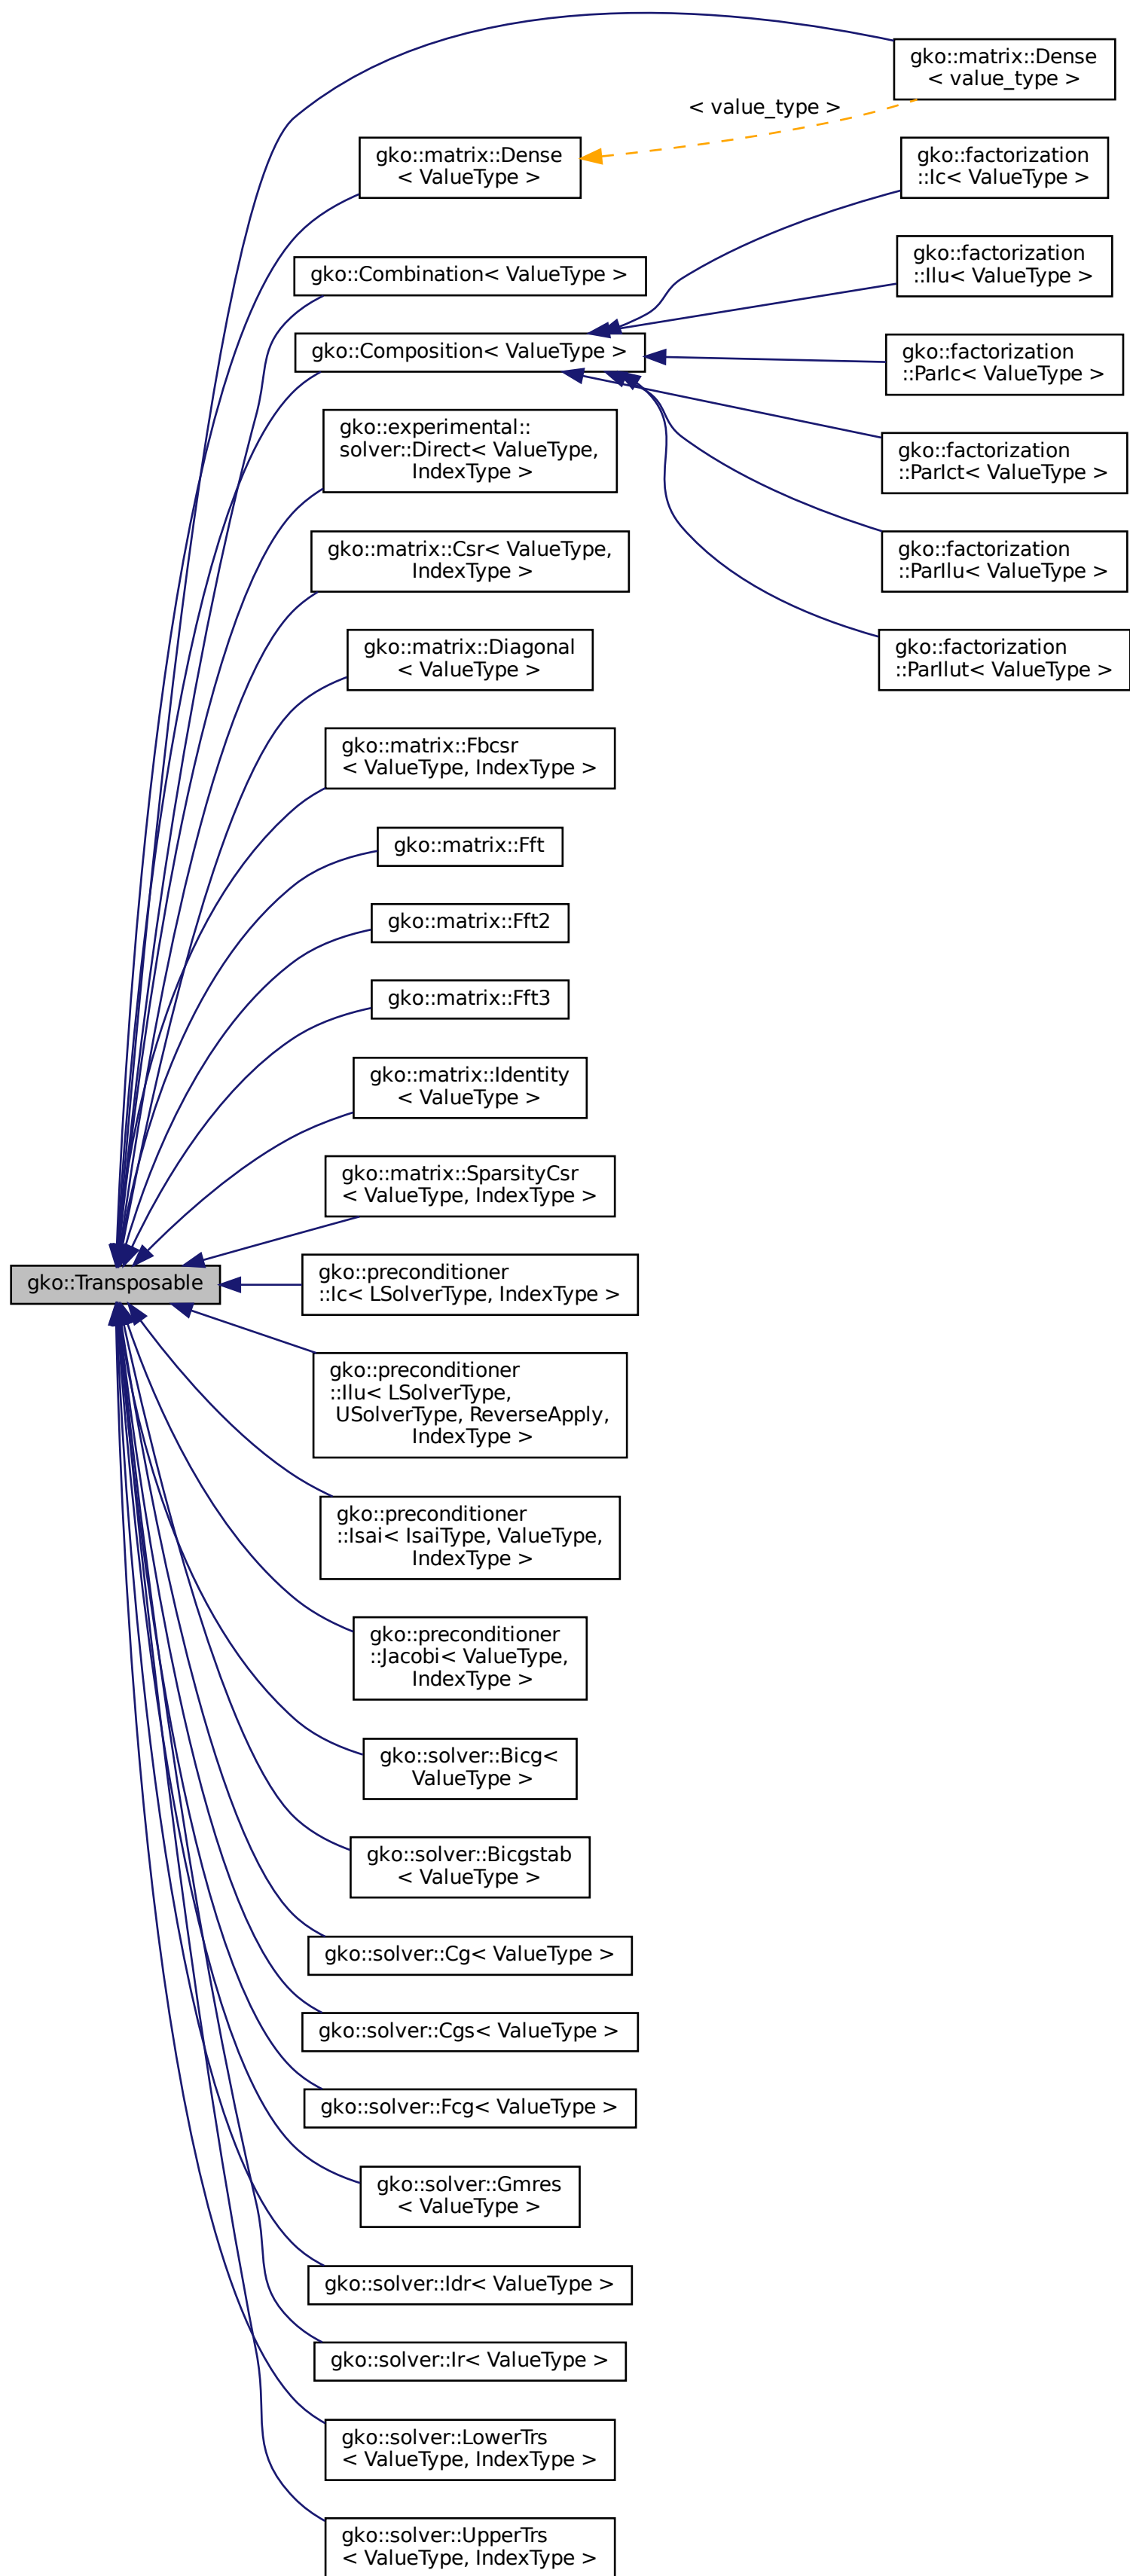 gko::matrix::Dense
< value_type >
< value_type >
gko::matrix::Dense
< ValueType >
gko::factorization
::Ic< ValueType >
gko::factorization
::Ilu< ValueType >
gko::Combination< ValueType >
gko::Composition< ValueType >
gko::factorization
::ParIc< ValueType >
gko::factorization
::ParIct< ValueType >
gko::factorization
::ParIlu< ValueType >
gko::factorization
::ParIlut< ValueType >
gko::experimental::
solver::Direct< ValueType,
IndexType >
gko::matrix::Csr< ValueType,
IndexType >
gko::matrix::Diagonal
< ValueType >
gko::matrix::Fbcsr
< ValueType, IndexType >
gko::matrix::Fft
gko::matrix::Fft2
gko::matrix::Fft3
gko::matrix::Identity
< ValueType >
gko::matrix::SparsityCsr
< ValueType, IndexType >
gko::Transposable
gko::preconditioner
::Ic< LSolverType, IndexType >
gko::preconditioner
::Ilu< LSolverType,
USolverType, ReverseApply,
IndexType >
gko::preconditioner
::Isai< IsaiType, ValueType,
IndexType >
gko::preconditioner
::Jacobi< ValueType,
IndexType >
gko::solver::Bicg<
ValueType >
gko::solver::Bicgstab
< ValueType >
gko::solver::Cg< ValueType >
gko::solver::Cgs< ValueType >
gko::solver::Fcg< ValueType >
gko::solver::Gmres
< ValueType >
gko::solver::Idr< ValueType >
gko::solver::Ir< ValueType >
gko::solver::LowerTrs
< ValueType, IndexType >
gko::solver::UpperTrs
< ValueType, IndexType >